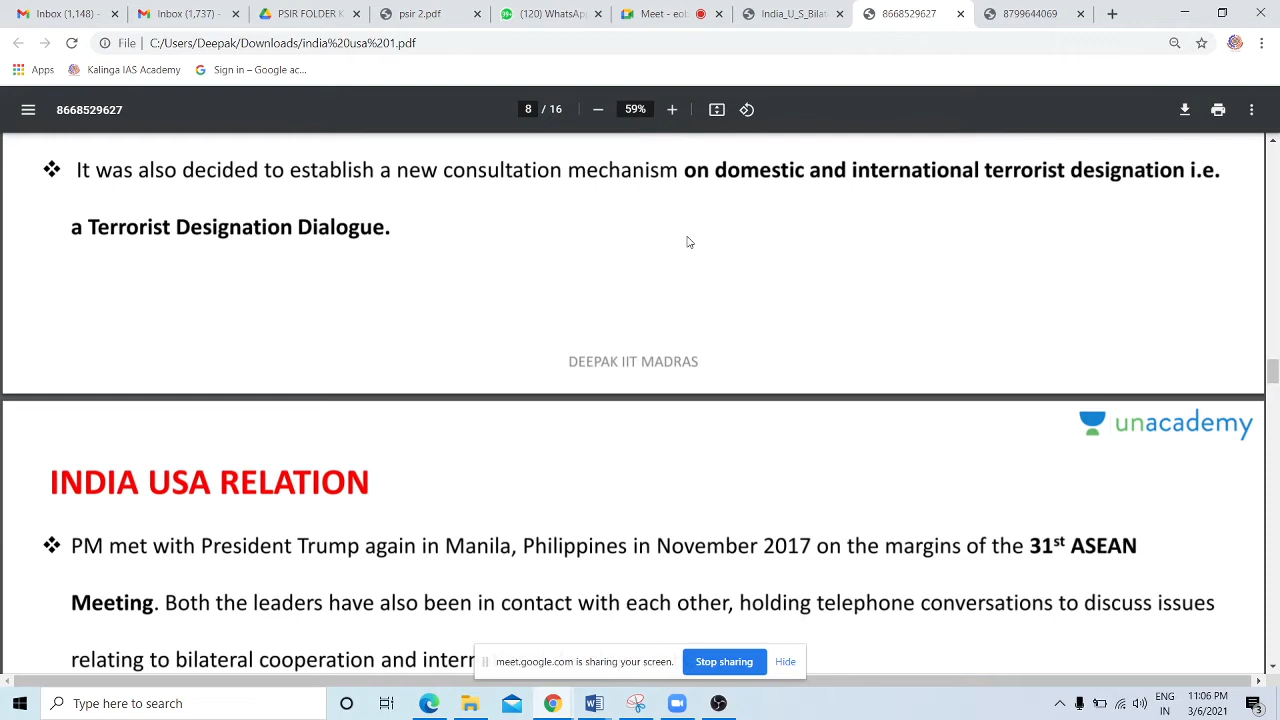 Inbox (1,148) -
Inbox (1,737) -
PSIR FOLDER K
psir 2.pdf
(120) WhatsApp
Meet - eob
India_U_S_Bilat
8668529627
8799644069
File | C:/Users/Deepak/Downloads/india%20usa%201.pdf
Apps
Kalinga IAS Academy
Sign in – Google ac...
8668529627
8 / 16
59%
❖ It was also decided to establish a new consultation mechanism on domestic and international terrorist designation i.e.
a Terrorist Designation Dialogue.
DEEPAK IIT MADRAS
unacademy
INDIA USA RELATION
❖ PM met with President Trump again in Manila, Philippines in November 2017 on the margins of the 31st ASEAN
Meeting. Both the leaders have also been in contact with each other, holding telephone conversations to discuss issues
relating to bilateral cooperation and intern
meet.google.com is sharing your screen.
Stop sharing
Hide
Type here to search
ENG
IN
11:06 PM
3/6/2021
3